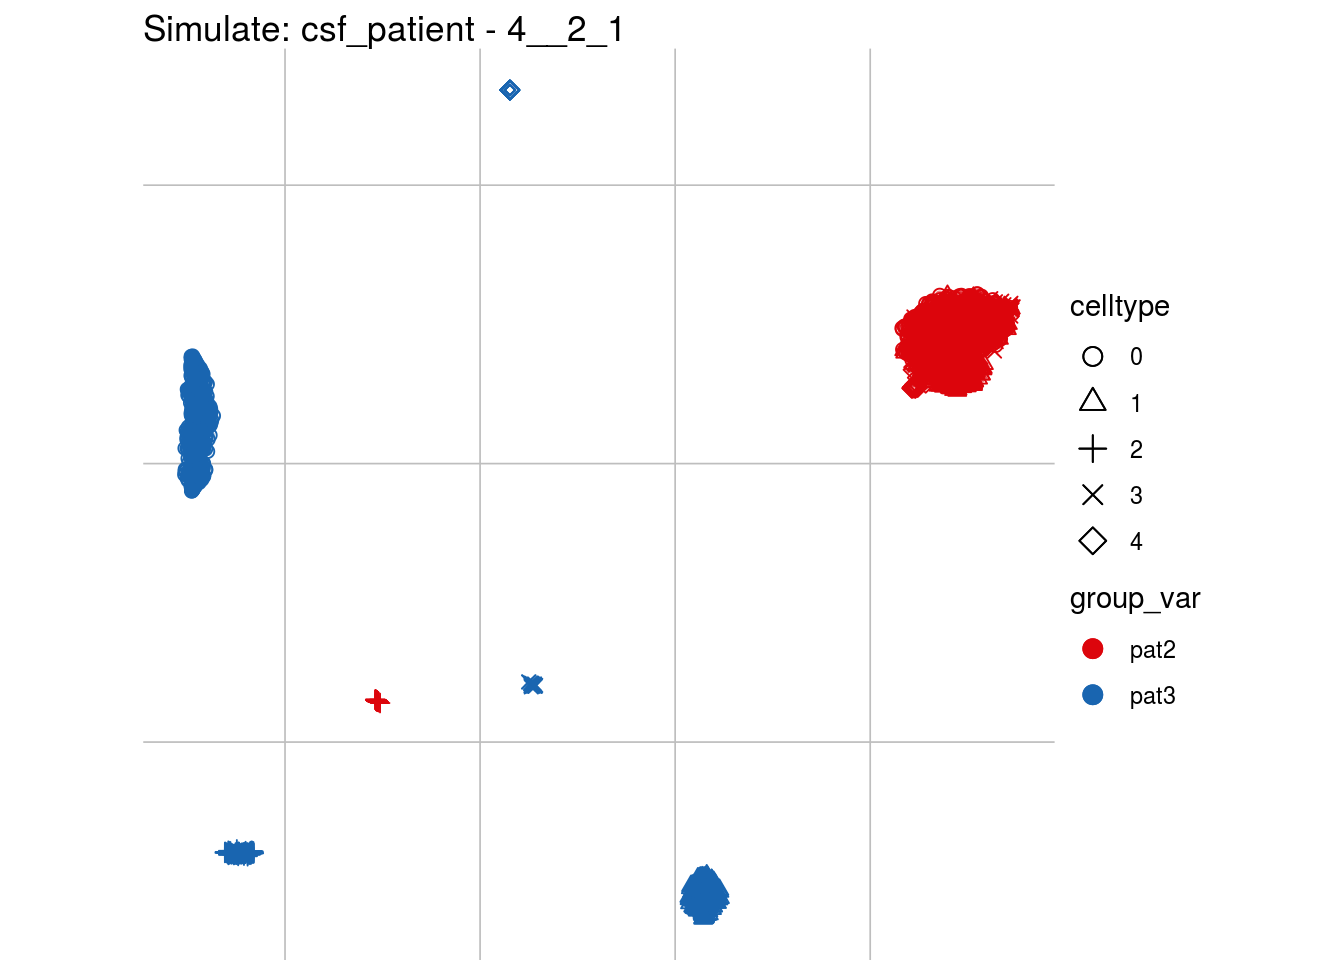 Simulate: csf_patient - 4__2_1
celltype
0
1
2
3
4
group_var
pat2
pat3